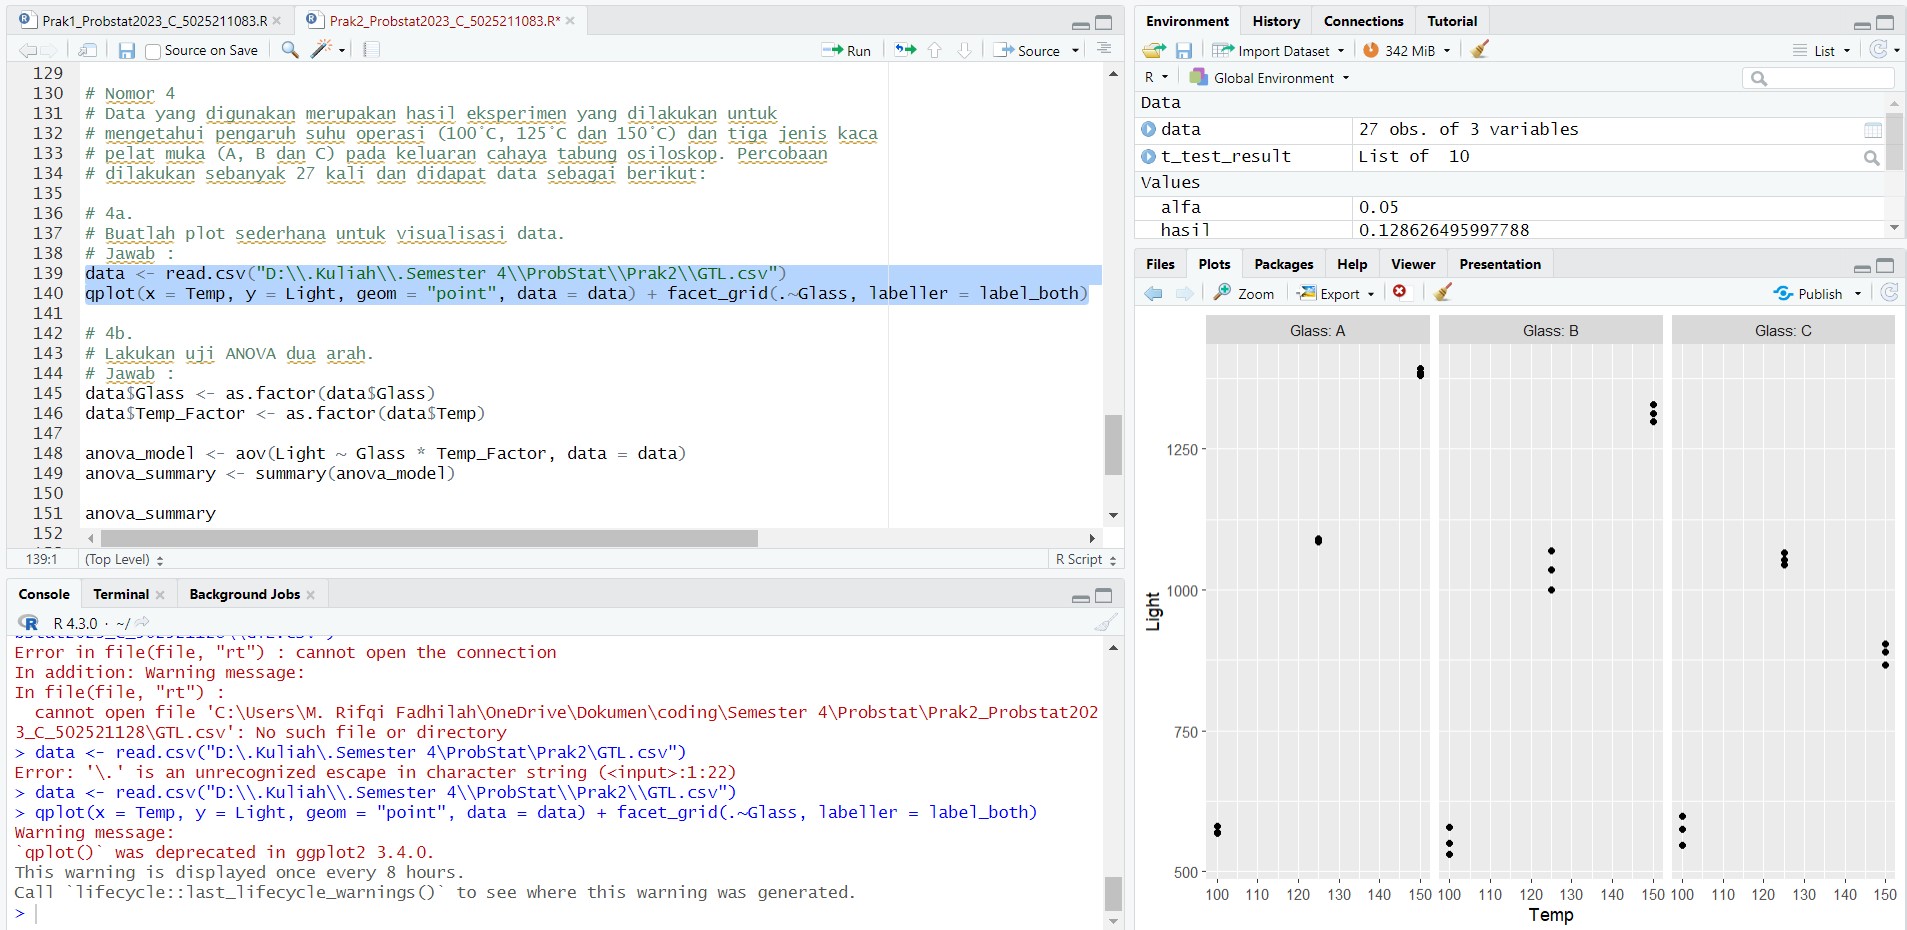 Prak1_Probstat2023_C_5025211083.R
Prak2_Probstat2023_C_5025211083.R*
Source on Save
Run
Source
129
130 # Nomor 4
131 # Data yang digunakan merupakan hasil eksperimen yang dilakukan untuk
132 # mengetahui pengaruh suhu operasi (100˚C, 125˚C dan 150˚C) dan tiga jenis kaca
133 # pelat muka (A, B dan C) pada keluaran cahaya tabung osiloskop. Percobaan
134 # dilakukan sebanyak 27 kali dan didapat data sebagai berikut:
135
136 # 4a.
137 # Buatlah plot sederhana untuk visualisasi data.
138 # Jawab :
139 data <- read.csv("D:\\.Kuliah\\.Semester 4\\ProbStat\\Prak2\\GTL.csv")
140 qplot(x = Temp, y = Light, geom = "point", data = data) + facet_grid(.~Glass, labeller = label_both)
141
142 # 4b.
143 # Lakukan uji ANOVA dua arah.
144 # Jawab :
145 data$Glass <- as.factor(data$Glass)
146 data$Temp_Factor <- as.factor(data$Temp)
147
148 anova_model <- aov(Light ~ Glass * Temp_Factor, data = data)
149 anova_summary <- summary(anova_model)
150
151 anova_summary
152
139:1 (Top Level) R Script
Console Terminal Background Jobs
R 4.3.0 · ~/
Error in file(file, "rt") : cannot open the connection
In addition: Warning message:
In file(file, "rt") :
cannot open file 'C:\Users\M. Rifqi Fadhilah\OneDrive\Dokumen\coding\Semester 4\Probstat\Prak2_Probstat202
3_C_502521128\GTL.csv': No such file or directory
> data <- read.csv("D:\.Kuliah\.Semester 4\ProbStat\Prak2\GTL.csv")
Error: '\.' is an unrecognized escape in character string (<input>:1:22)
> data <- read.csv("D:\\.Kuliah\\.Semester 4\\ProbStat\\Prak2\\GTL.csv")
> qplot(x = Temp, y = Light, geom = "point", data = data) + facet_grid(.~Glass, labeller = label_both)
Warning message:
`qplot()` was deprecated in ggplot2 3.4.0.
This warning is displayed once every 8 hours.
Call `lifecycle::last_lifecycle_warnings()` to see where this warning was generated.
>
Environment History Connections Tutorial
Import Dataset 342 MiB List
R Global Environment
Data
data 27 obs. of 3 variables
t_test_result List of 10
Values
alfa 0.05
hasil 0.128626495997788
Files Plots Packages Help Viewer Presentation
Zoom Export Publish
Glass: A Glass: B Glass: C
1250
1000
750
500
Light
100 110 120 130 140 150 100 110 120 130 140 150 100 110 120 130 140 150
Temp